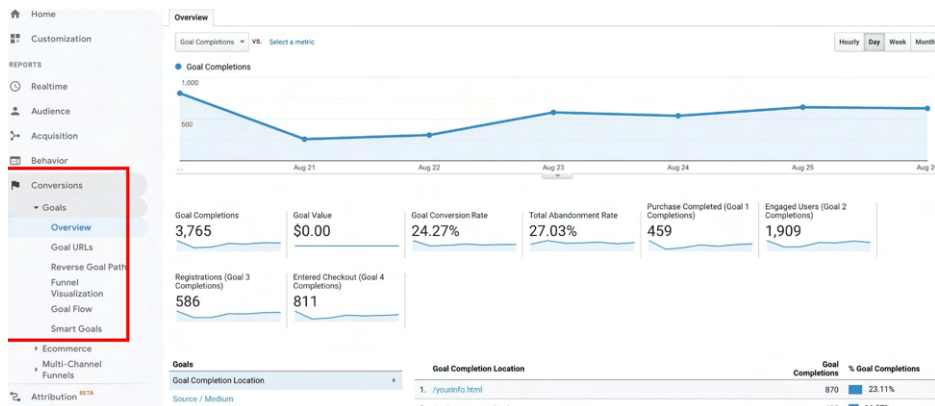 Home
Customization
REPORTS
Realtime
Audience
Acquisition
Behavior
Conversions
Goals
Overview
Goal URLs
Reverse Goal Path
Funnel
Visualization
Goal Flow
Smart Goals
Ecommerce
Multi-Channel
Funnels
Attribution BETA
Overview
Goal Completions VS. Select a metric
Hourly Day Week Month
Goal Completions
1,000
500
... Aug 21 Aug 22 Aug 23 Aug 24 Aug 25 Aug 2
Goal Completions
3,765
Goal Value
$0.00
Goal Conversion Rate
24.27%
Total Abandonment Rate
27.03%
Purchase Completed (Goal 1
Completions)
459
Engaged Users (Goal 2
Completions)
1,909
Registrations (Goal 3
Completions)
586
Entered Checkout (Goal 4
Completions)
811
Goals
Goal Completion Location
Source / Medium
Goal Completion Location
Goal
Completions
% Goal Completions
1. /yourinfo.html 870 23.11%